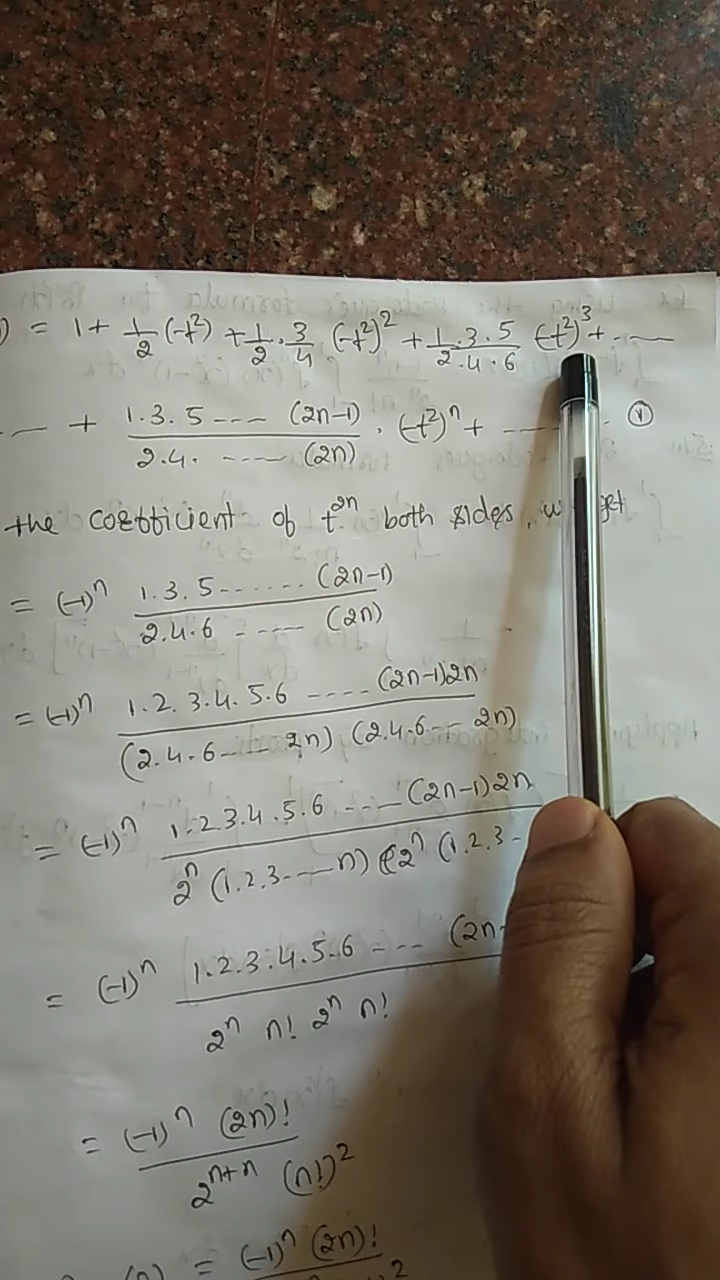 ) = 1 + 1/2 (-t²) + 1/2 · 3/4 (-t²)² + 1.3.5/2.4.6 (-t²)³ + ....
... + 1.3.5 .... (2n-1)/2.4. ..... (2n) · (-t²)ⁿ + ....
the coefficient of t²ⁿ both sides, we get
= (-1)ⁿ 1.3.5 ...... (2n-1)/2.4.6 ..... (2n)
= (-1)ⁿ 1.2.3.4.5.6 .... (2n-1)2n/(2.4.6 .... 2n) (2.4.6 ... 2n)
= (-1)ⁿ 1.2.3.4.5.6 .... (2n-1)2n/2ⁿ (1.2.3 .... n) 2ⁿ (1.2.3 -
= (-1)ⁿ 1.2.3.4.5.6 ... (2n-/2ⁿ n! 2ⁿ n!
= (-1)ⁿ (2n)!/2ⁿ⁺ⁿ (n!)²
(0) = (-1)ⁿ (2n)!